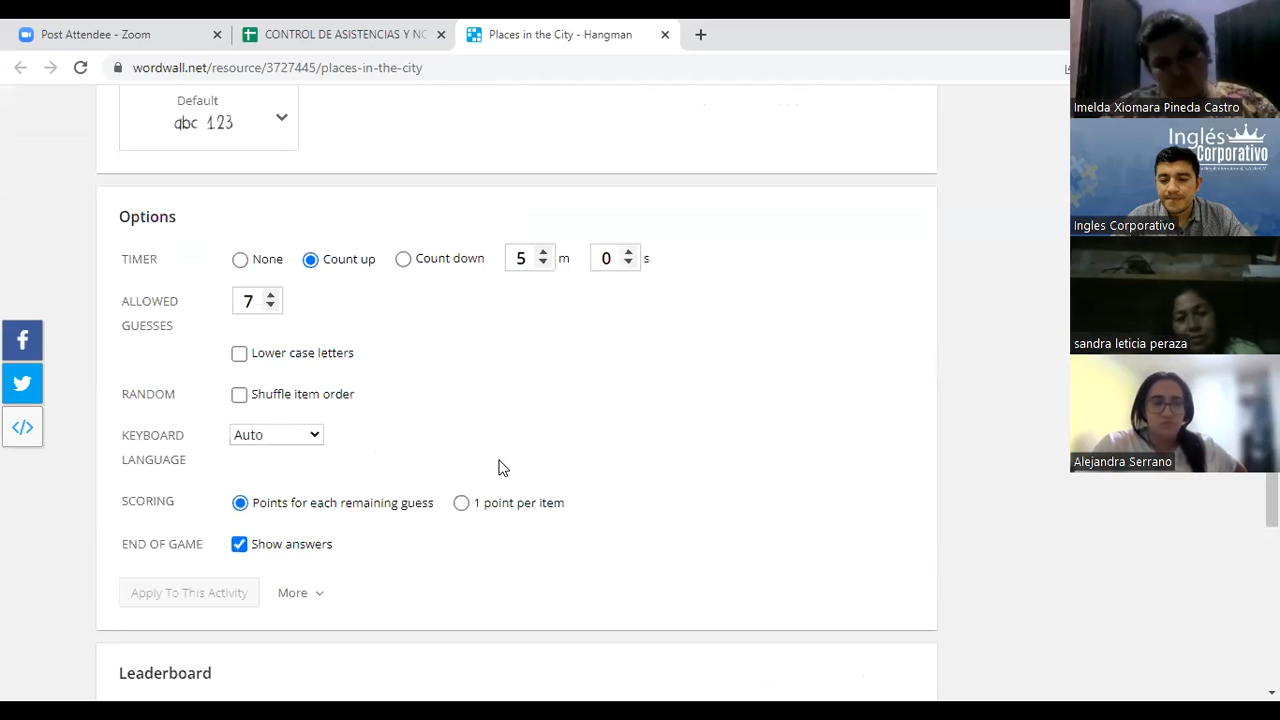 Post Attendee - Zoom
CONTROL DE ASISTENCIAS Y NO
Places in the City - Hangman
wordwall.net/resource/3727445/places-in-the-city
Default
abc 123
Options
TIMER None Count up Count down 5 m 0 s
ALLOWED GUESSES 7
Lower case letters
RANDOM Shuffle item order
KEYBOARD LANGUAGE Auto
SCORING Points for each remaining guess 1 point per item
END OF GAME Show answers
Apply To This Activity More
Leaderboard
Imelda Xiomara Pineda Castro
Inglés
Corporativo
Ingles Corporativo
sandra leticia peraza
Alejandra Serrano